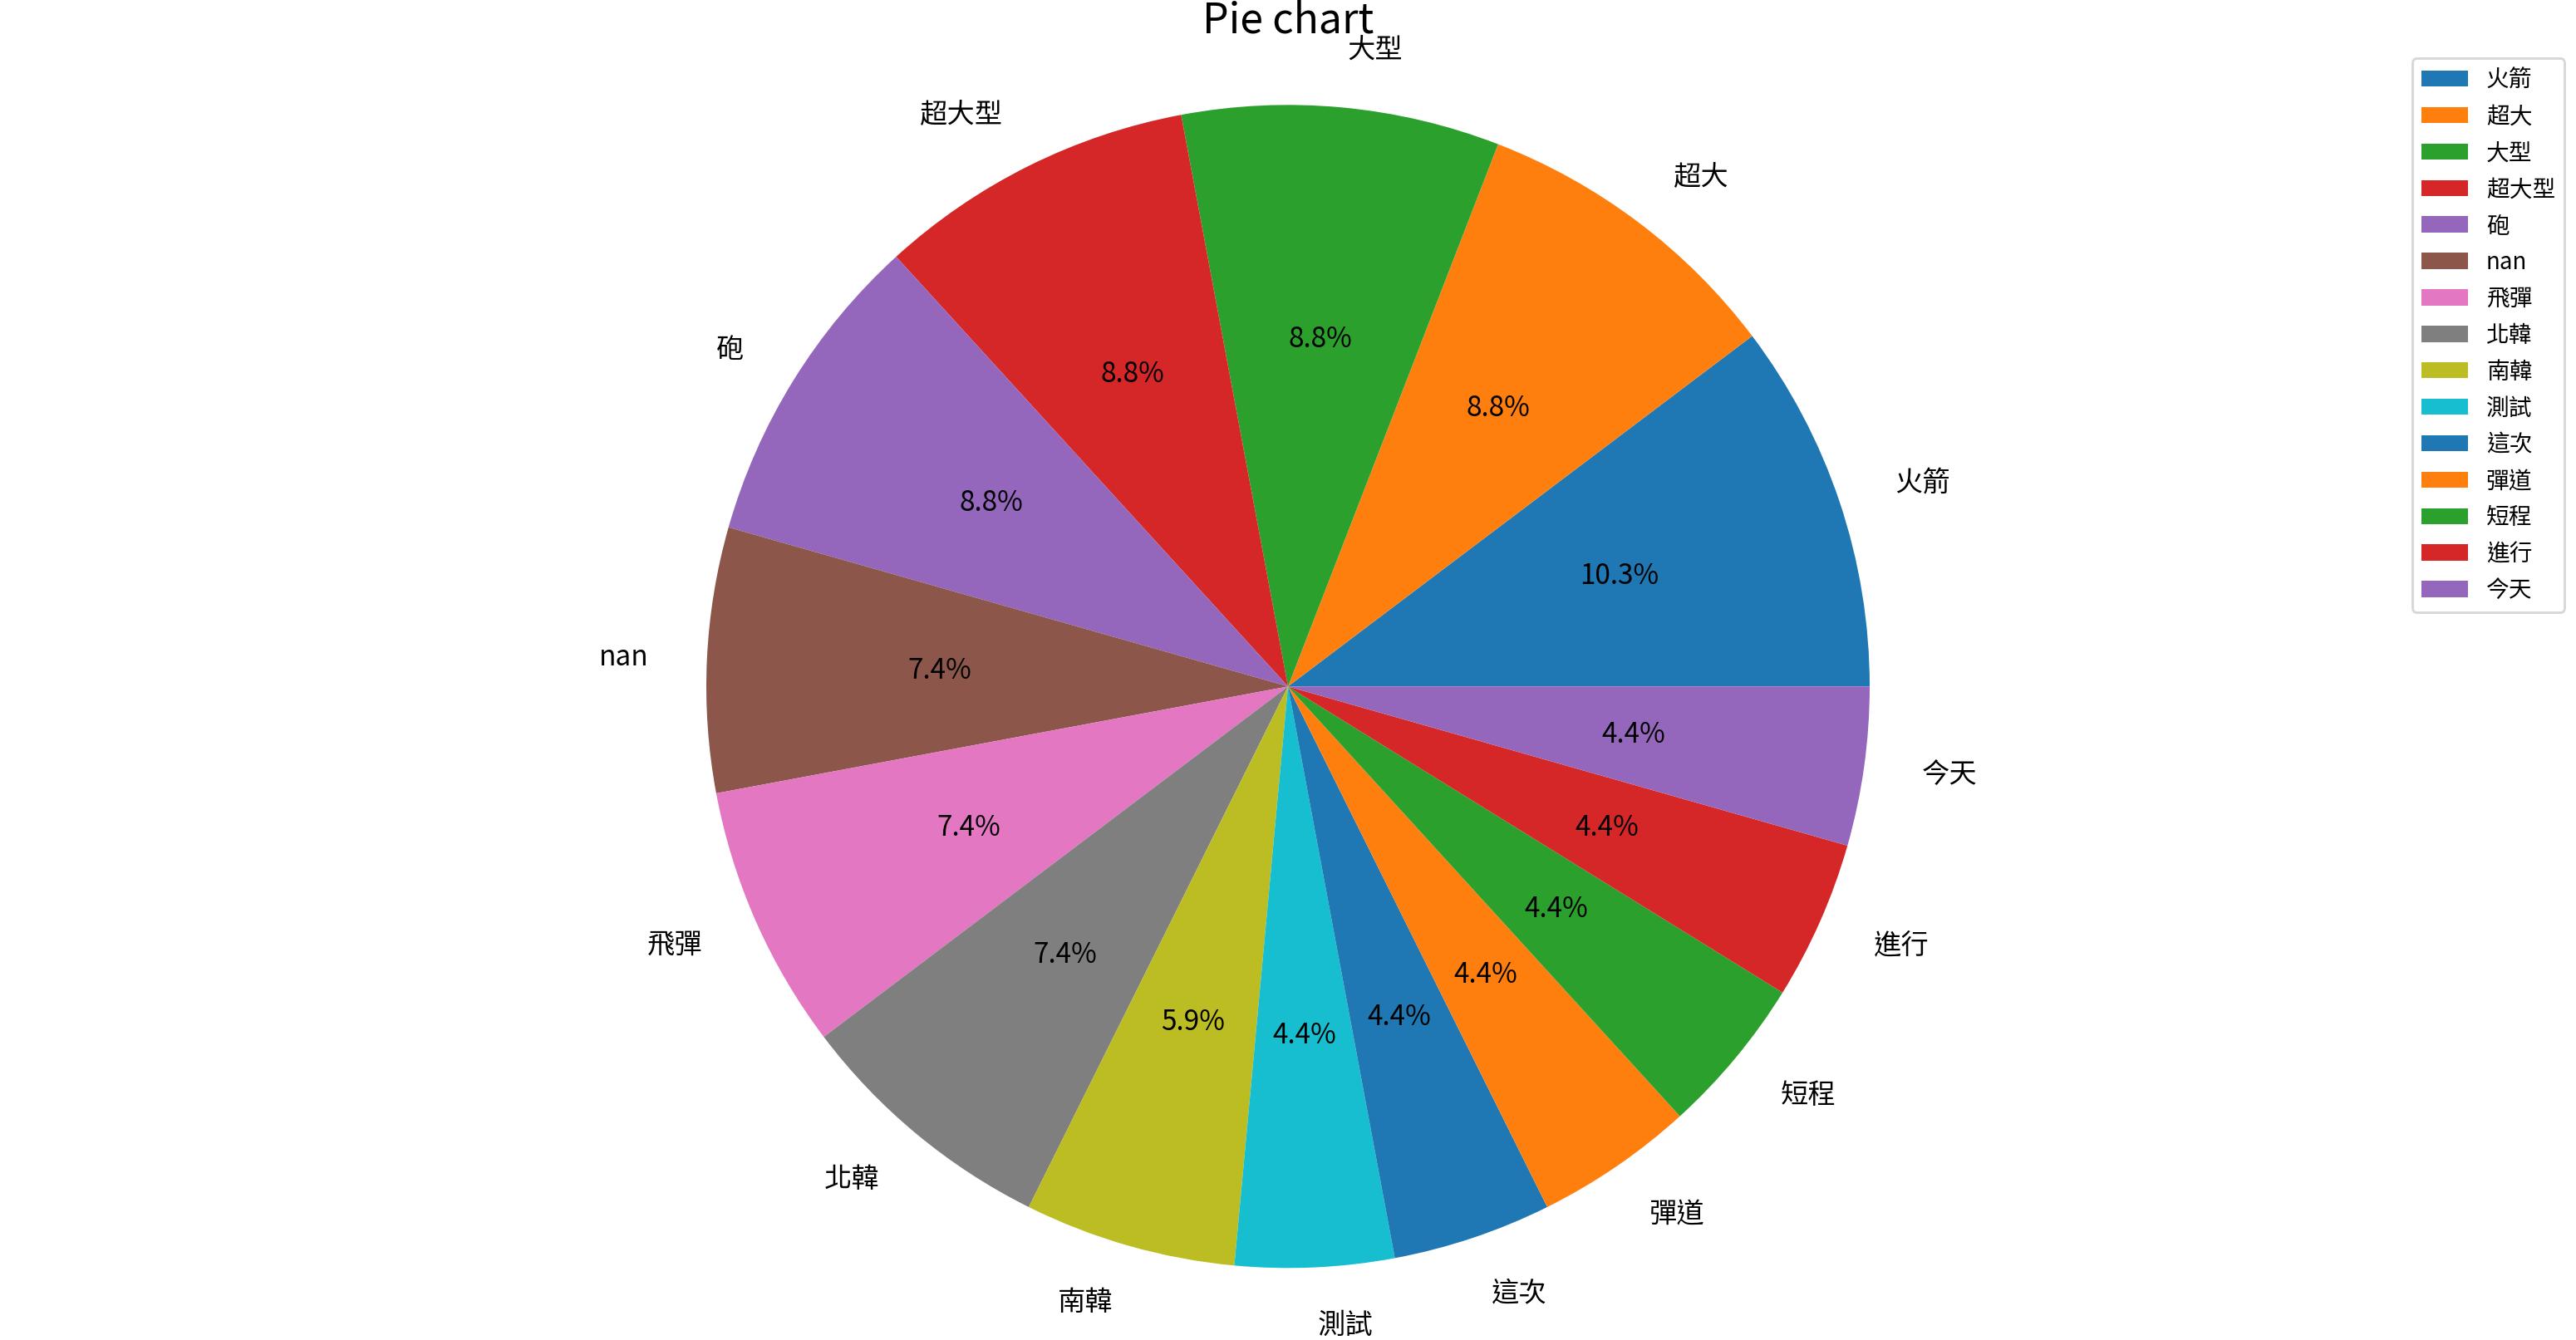 Pie chart
大型
超大型
超大
砲
火箭
nan
今天
飛彈
進行
短程
北韓
彈道
南韓
這次
測試
8.8%
8.8%
8.8%
8.8%
10.3%
7.4%
4.4%
7.4%
4.4%
4.4%
7.4%
4.4%
5.9%
4.4%
4.4%
火箭
超大
大型
超大型
砲
nan
飛彈
北韓
南韓
測試
這次
彈道
短程
進行
今天